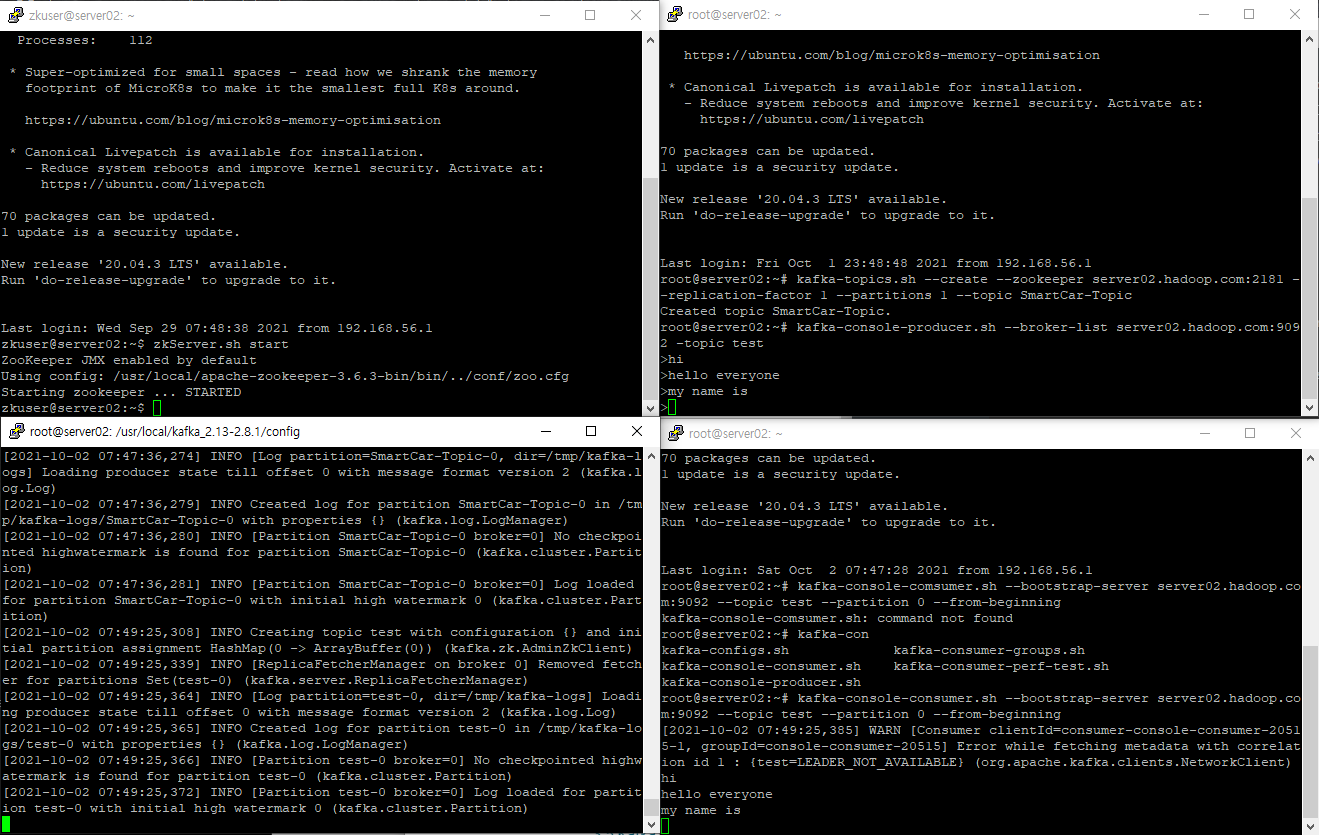 zkuser@server02: ~
Processes:    112
* Super-optimized for small spaces - read how we shrank the memory
footprint of MicroK8s to make it the smallest full K8s around.
https://ubuntu.com/blog/microk8s-memory-optimisation
* Canonical Livepatch is available for installation.
- Reduce system reboots and improve kernel security. Activate at:
https://ubuntu.com/livepatch
70 packages can be updated.
1 update is a security update.
New release '20.04.3 LTS' available.
Run 'do-release-upgrade' to upgrade to it.
Last login: Wed Sep 29 07:48:38 2021 from 192.168.56.1
zkuser@server02:~$ zkServer.sh start
ZooKeeper JMX enabled by default
Using config: /usr/local/apache-zookeeper-3.6.3-bin/bin/../conf/zoo.cfg
Starting zookeeper ... STARTED
zkuser@server02:~$
root@server02: ~
https://ubuntu.com/blog/microk8s-memory-optimisation
* Canonical Livepatch is available for installation.
- Reduce system reboots and improve kernel security. Activate at:
https://ubuntu.com/livepatch
70 packages can be updated.
1 update is a security update.
New release '20.04.3 LTS' available.
Run 'do-release-upgrade' to upgrade to it.
Last login: Fri Oct  1 23:48:48 2021 from 192.168.56.1
root@server02:~# kafka-topics.sh --create --zookeeper server02.hadoop.com:2181 -
-replication-factor 1 --partitions 1 --topic SmartCar-Topic
Created topic SmartCar-Topic.
root@server02:~# kafka-console-producer.sh --broker-list server02.hadoop.com:909
2 -topic test
>hi
>hello everyone
>my name is
>
root@server02: /usr/local/kafka_2.13-2.8.1/config
[2021-10-02 07:47:36,274] INFO [Log partition=SmartCar-Topic-0, dir=/tmp/kafka-l
ogs] Loading producer state till offset 0 with message format version 2 (kafka.l
og.Log)
[2021-10-02 07:47:36,279] INFO Created log for partition SmartCar-Topic-0 in /tm
p/kafka-logs/SmartCar-Topic-0 with properties {} (kafka.log.LogManager)
[2021-10-02 07:47:36,280] INFO [Partition SmartCar-Topic-0 broker=0] No checkpoi
nted highwatermark is found for partition SmartCar-Topic-0 (kafka.cluster.Partit
ion)
[2021-10-02 07:47:36,281] INFO [Partition SmartCar-Topic-0 broker=0] Log loaded
for partition SmartCar-Topic-0 with initial high watermark 0 (kafka.cluster.Part
ition)
[2021-10-02 07:49:25,308] INFO Creating topic test with configuration {} and ini
tial partition assignment HashMap(0 -> ArrayBuffer(0)) (kafka.zk.AdminZkClient)
[2021-10-02 07:49:25,339] INFO [ReplicaFetcherManager on broker 0] Removed fetch
er for partitions Set(test-0) (kafka.server.ReplicaFetcherManager)
[2021-10-02 07:49:25,364] INFO [Log partition=test-0, dir=/tmp/kafka-logs] Loadi
ng producer state till offset 0 with message format version 2 (kafka.log.Log)
[2021-10-02 07:49:25,365] INFO Created log for partition test-0 in /tmp/kafka-lo
gs/test-0 with properties {} (kafka.log.LogManager)
[2021-10-02 07:49:25,366] INFO [Partition test-0 broker=0] No checkpointed highw
atermark is found for partition test-0 (kafka.cluster.Partition)
[2021-10-02 07:49:25,372] INFO [Partition test-0 broker=0] Log loaded for partit
ion test-0 with initial high watermark 0 (kafka.cluster.Partition)
root@server02: ~
70 packages can be updated.
1 update is a security update.
New release '20.04.3 LTS' available.
Run 'do-release-upgrade' to upgrade to it.
Last login: Sat Oct  2 07:47:28 2021 from 192.168.56.1
root@server02:~# kafka-console-comsumer.sh --bootstrap-server server02.hadoop.co
m:9092 --topic test --partition 0 --from-beginning
kafka-console-comsumer.sh: command not found
root@server02:~# kafka-con
kafka-configs.sh             kafka-consumer-groups.sh
kafka-console-consumer.sh    kafka-consumer-perf-test.sh
kafka-console-producer.sh
root@server02:~# kafka-console-consumer.sh --bootstrap-server server02.hadoop.co
m:9092 --topic test --partition 0 --from-beginning
[2021-10-02 07:49:25,385] WARN [Consumer clientId=consumer-console-consumer-2051
5-1, groupId=console-consumer-20515] Error while fetching metadata with correlat
ion id 1 : {test=LEADER_NOT_AVAILABLE} (org.apache.kafka.clients.NetworkClient)
hi
hello everyone
my name is